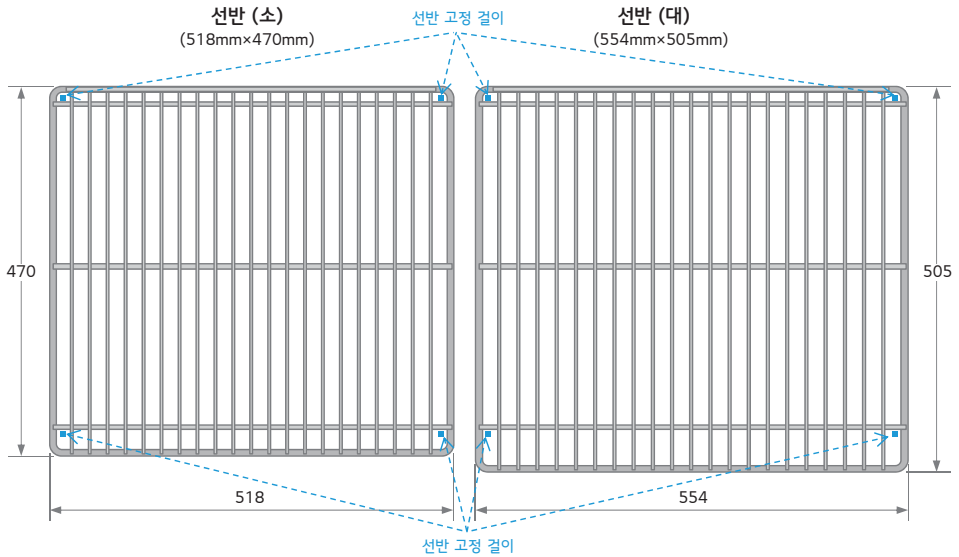 선반 (소)
(518mm×470mm)
선반 고정 걸이
선반 (대)
(554mm×505mm)
470
505
518
554
선반 고정 걸이